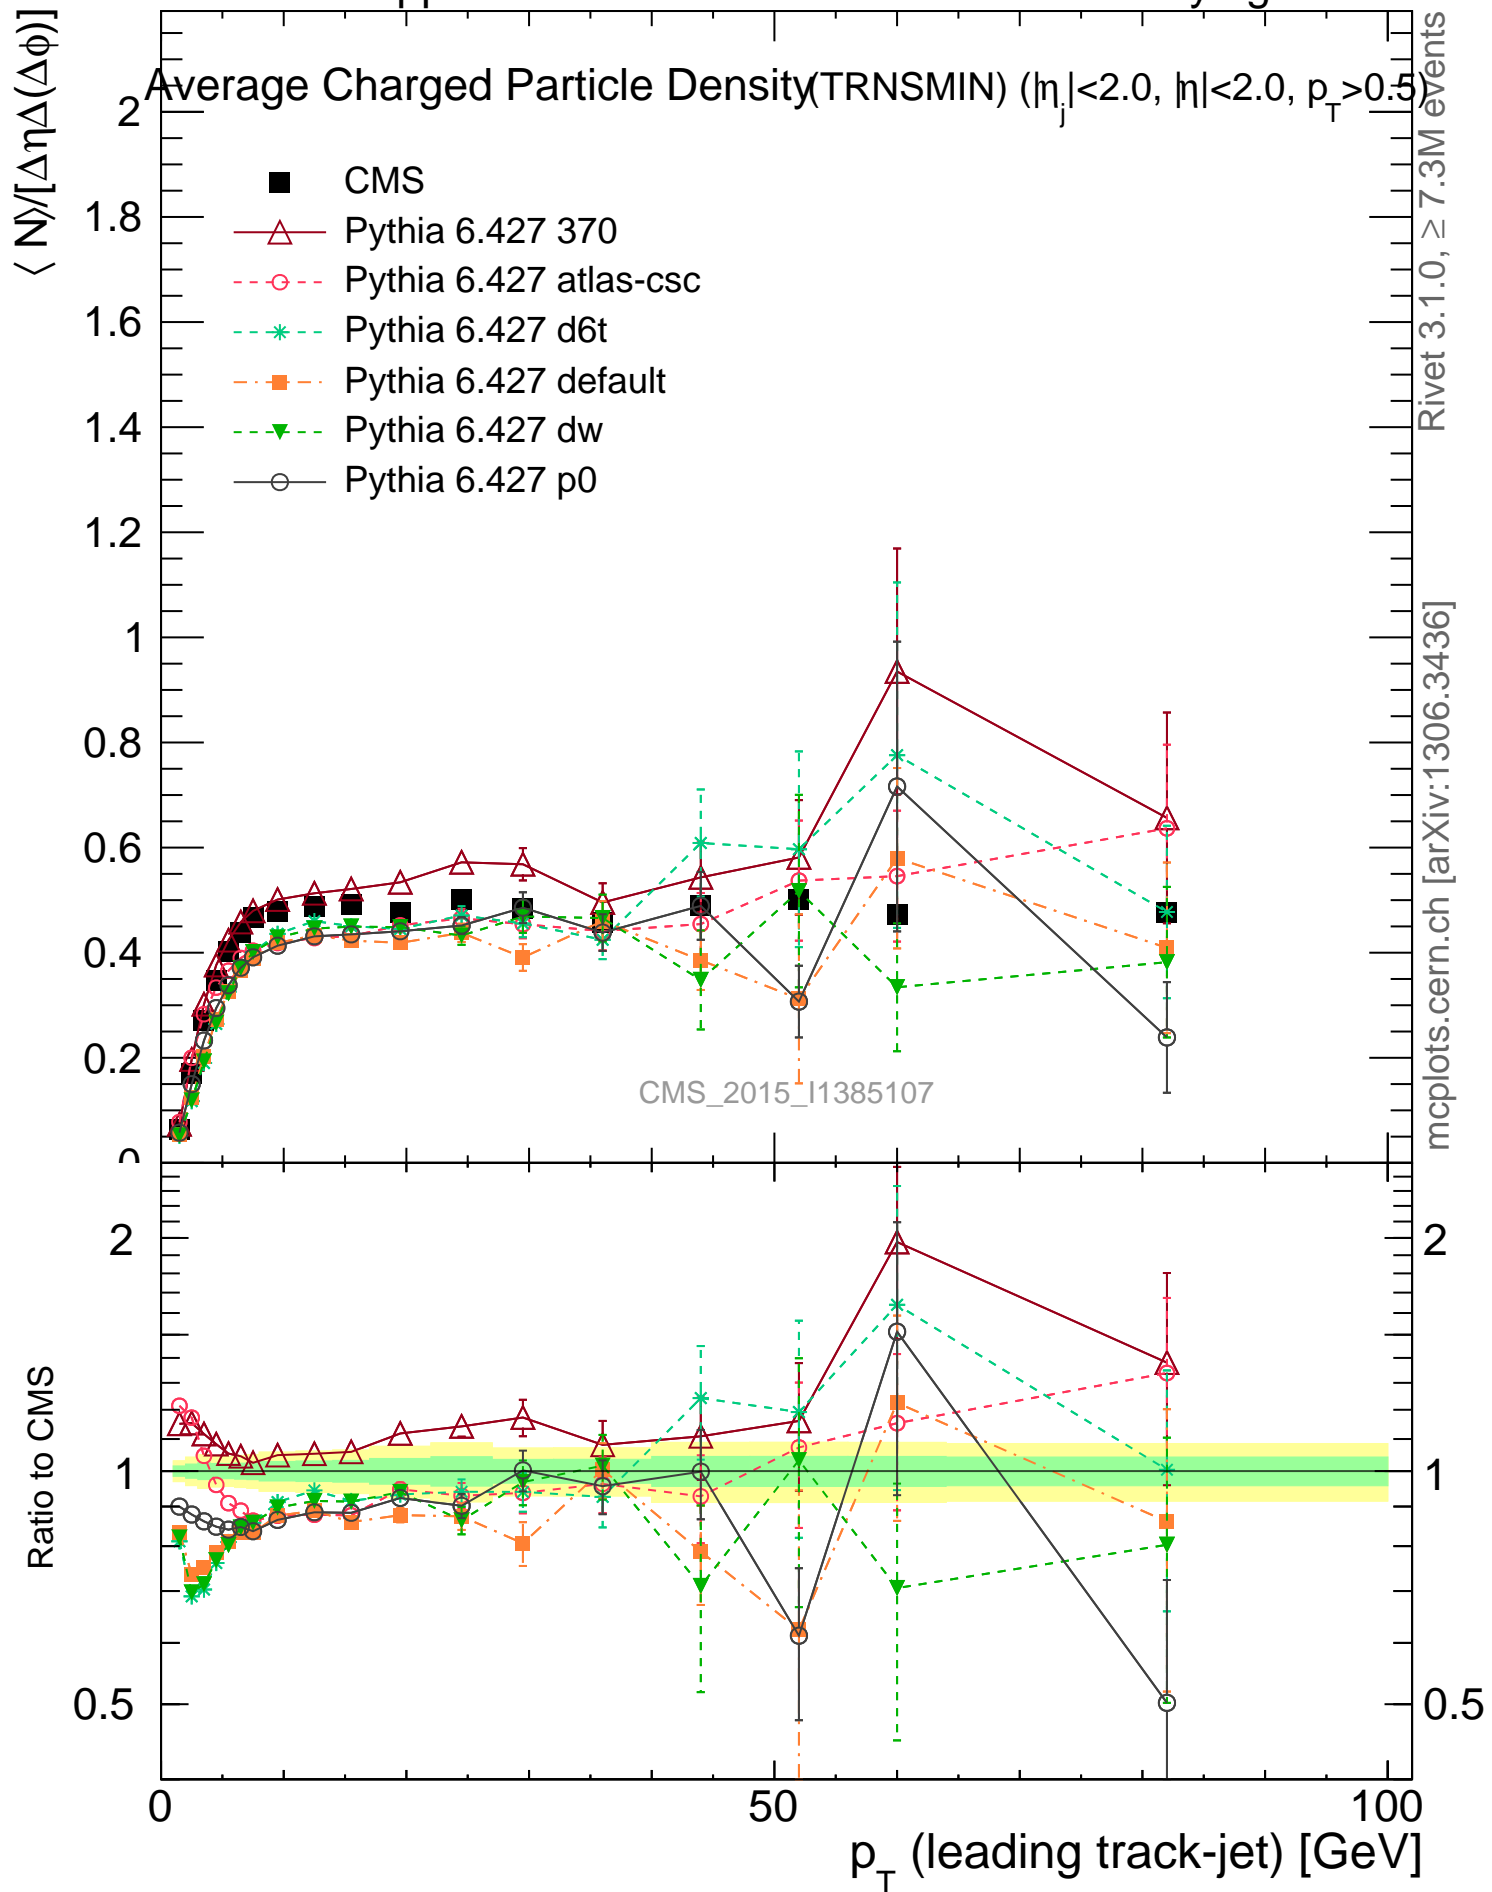 Average Charged Particle Density (TRNSMIN) (|η_j|<2.0, |η|<2.0, p_T>0.5)
⟨ N⟩/[ΔηΔ(Δϕ)]
2
1.8
1.6
1.4
1.2
1
0.8
0.6
0.4
0.2
0
CMS
Pythia 6.427 370
Pythia 6.427 atlas-csc
Pythia 6.427 d6t
Pythia 6.427 default
Pythia 6.427 dw
Pythia 6.427 p0
CMS_2015_I1385107
Rivet 3.1.0, ≥ 7.3M events
mcplots.cern.ch [arXiv:1306.3436]
Ratio to CMS
2
1
0.5
2
1
0.5
0
50
100
p_T (leading track-jet) [GeV]